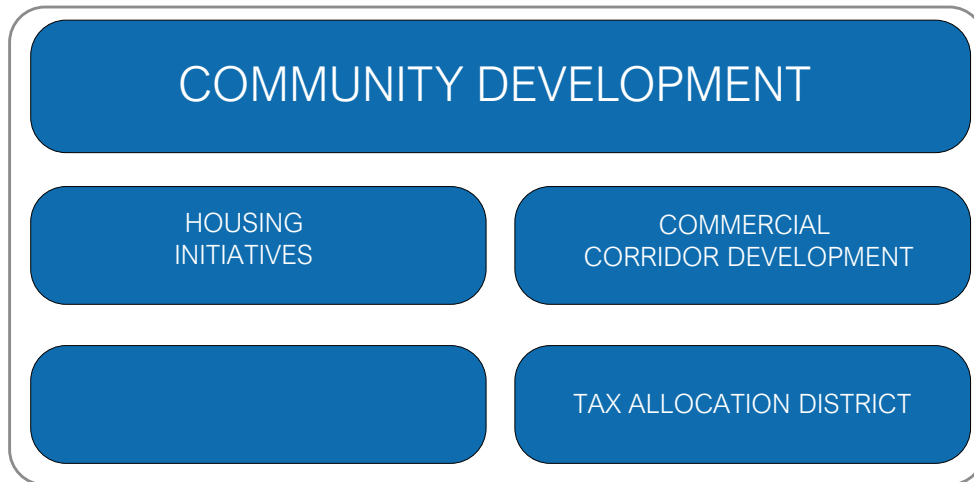 COMMUNITY DEVELOPMENT
HOUSING
INITIATIVES
COMMERCIAL
CORRIDOR DEVELOPMENT
TAX ALLOCATION DISTRICT